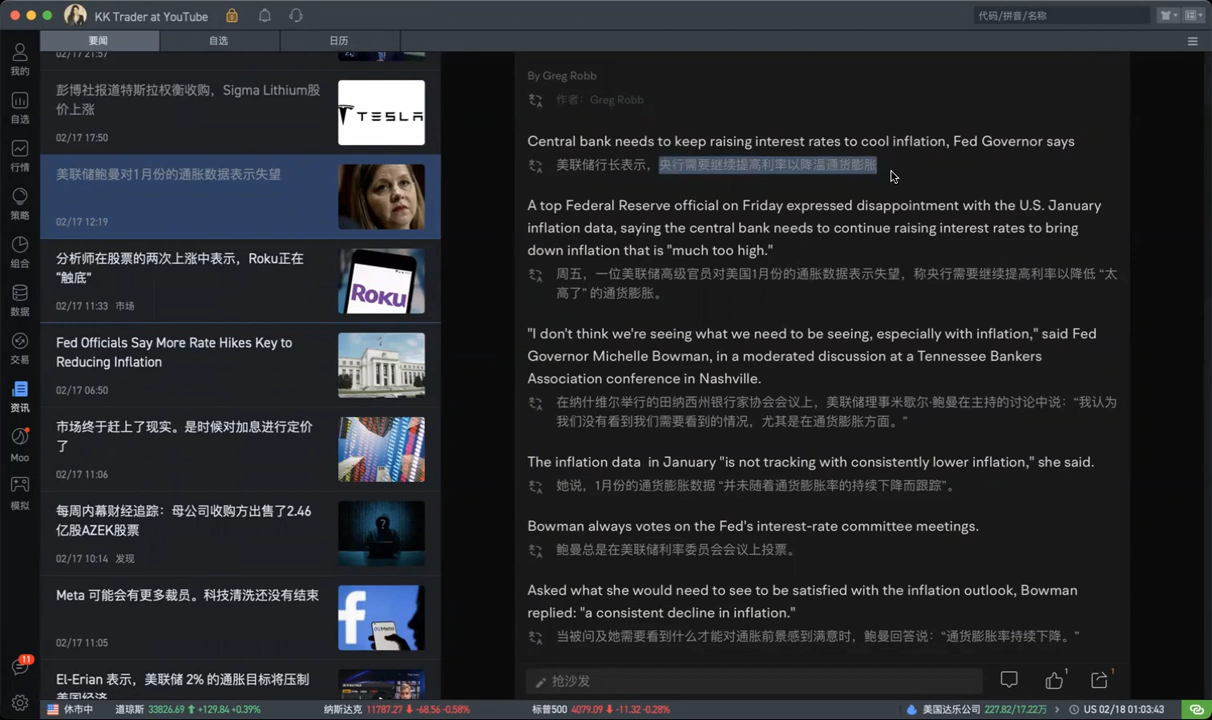 KK Trader at YouTube
代码/拼音/名称
要闻
自选
日历
我的
自选
行情
策略
组合
数据
交易
资讯
Moo
模拟
11
02/17 21:57
彭博社报道特斯拉权衡收购，Sigma Lithium股
价上涨
02/17 17:50
TESLA
美联储鲍曼对1月份的通胀数据表示失望
02/17 12:19
分析师在股票的两次上涨中表示，Roku正在
“触底”
02/17 11:33 市场
Roku
Fed Officials Say More Rate Hikes Key to
Reducing Inflation
02/17 06:50
市场终于赶上了现实。是时候对加息进行定价
了
02/17 11:06
每周内幕财经追踪：母公司收购方出售了2.46
亿股AZEK股票
02/17 10:14 发现
?
Meta 可能会有更多裁员。科技清洗还没有结束
02/17 11:05
Meta
El-Erian 表示，美联储 2% 的通胀目标将压制
美国经济
By Greg Robb
作者：Greg Robb
Central bank needs to keep raising interest rates to cool inflation, Fed Governor says
美联储行长表示，央行需要继续提高利率以降温通货膨胀
A top Federal Reserve official on Friday expressed disappointment with the U.S. January
inflation data, saying the central bank needs to continue raising interest rates to bring
down inflation that is "much too high."
周五，一位美联储高级官员对美国1月份的通胀数据表示失望，称央行需要继续提高利率以降低 “太
高了” 的通货膨胀。
"I don't think we're seeing what we need to be seeing, especially with inflation," said Fed
Governor Michelle Bowman, in a moderated discussion at a Tennessee Bankers
Association conference in Nashville.
在纳什维尔举行的田纳西州银行家协会会议上，美联储理事米歇尔·鲍曼在主持的讨论中说：“我认为
我们没有看到我们需要看到的情况，尤其是在通货膨胀方面。”
The inflation data in January "is not tracking with consistently lower inflation," she said.
她说，1月份的通货膨胀数据 “并未随着通货膨胀率的持续下降而跟踪”。
Bowman always votes on the Fed's interest-rate committee meetings.
鲍曼总是在美联储利率委员会会议上投票。
Asked what she would need to see to be satisfied with the inflation outlook, Bowman
replied: "a consistent decline in inflation."
当被问及她需要看到什么才能对通胀前景感到满意时，鲍曼回答说：“通货膨胀率持续下降。”
抢沙发
1
1
休市中 道琼斯 33826.69 +129.84 +0.39% 纳斯达克 11787.27 -68.56 -0.58% 标普500 4079.09 -11.32 -0.28% 美国达乐公司 227.82/17.22万 US 02/18 01:03:43